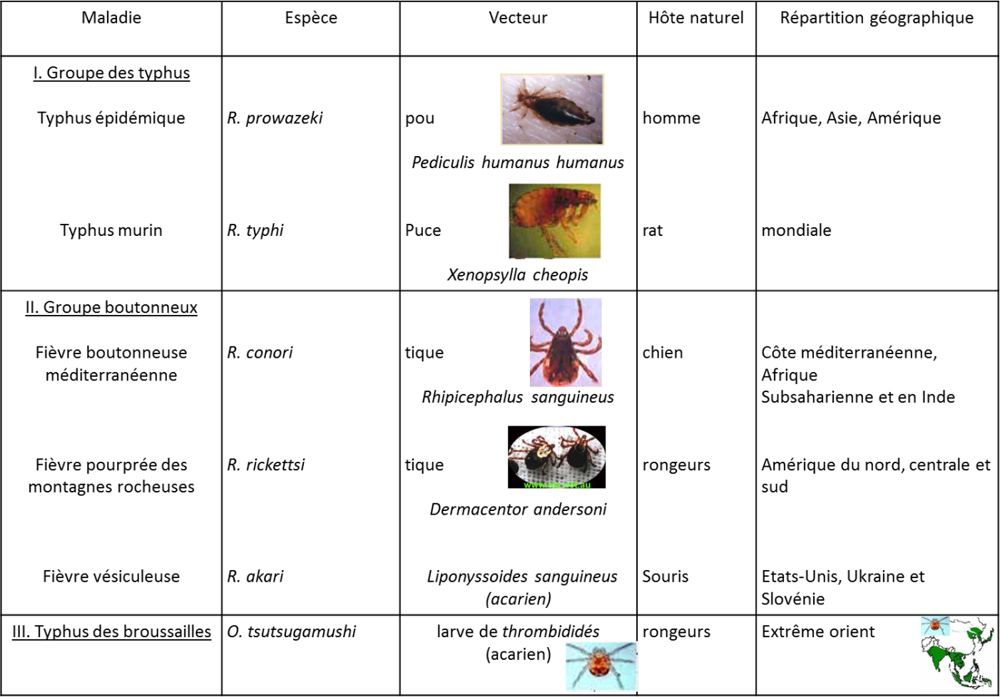 Maladie
Espèce
Vecteur
Hôte naturel
Répartition géographique
I. Groupe des typhus
Typhus épidémique
R. prowazeki
pou
homme
Afrique, Asie, Amérique
Pediculis humanus humanus
Typhus murin
R. typhi
Puce
rat
mondiale
Xenopsylla cheopis
II. Groupe boutonneux
Fièvre boutonneuse
méditerranéenne
R. conori
tique
chien
Côte méditerranéenne,
Afrique
Subsaharienne et en Inde
Rhipicephalus sanguineus
Fièvre pourprée des
montagnes rocheuses
R. rickettsi
tique
rongeurs
Amérique du nord, centrale et
sud
Dermacentor andersoni
Fièvre vésiculeuse
R. akari
Liponyssoides sanguineus
(acarien)
Souris
Etats-Unis, Ukraine et
Slovénie
III. Typhus des broussailles
O. tsutsugamushi
larve de thrombididés
(acarien)
rongeurs
Extrême orient